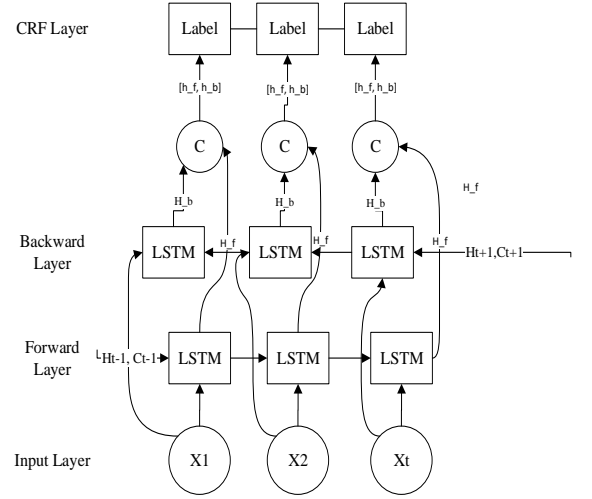 CRF Layer
Label
Label
Label
[h_f, h_b]
[h_f, h_b]
[h_f, h_b]
C
C
C
H_f
H_b
H_b
H_b
Backward
Layer
LSTM
H_f
LSTM
H_f
LSTM
H_f
Ht+1,Ct+1
Forward
Layer
Ht-1, Ct-1
LSTM
LSTM
LSTM
Input Layer
X1
X2
Xt